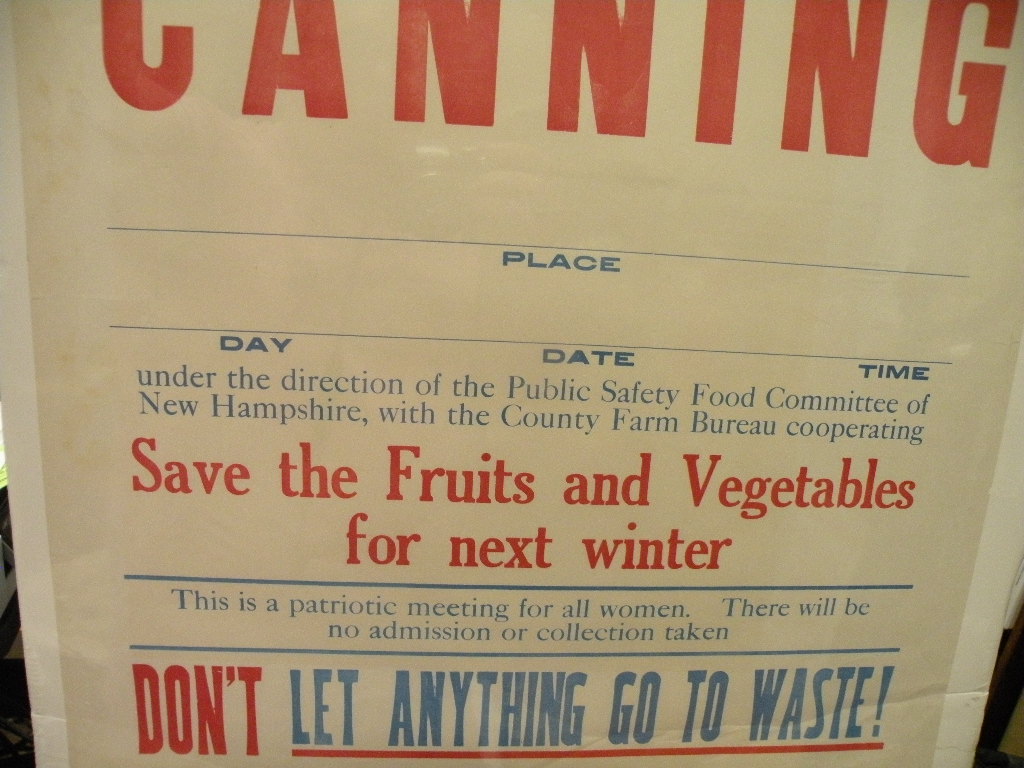 CANNING
PLACE
DAY DATE TIME
under the direction of the Public Safety Food Committee of
New Hampshire, with the County Farm Bureau cooperating
Save the Fruits and Vegetables
for next winter
This is a patriotic meeting for all women. There will be
no admission or collection taken
DON'T LET ANYTHING GO TO WASTE!